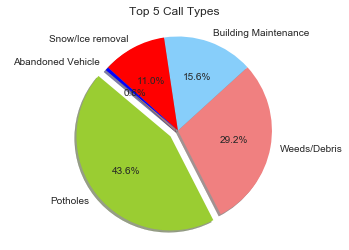 Top 5 Call Types
Building Maintenance
Snow/Ice removal
Abandoned Vehicle
15.6%
11.0%
29.2%
Weeds/Debris
43.6%
Potholes